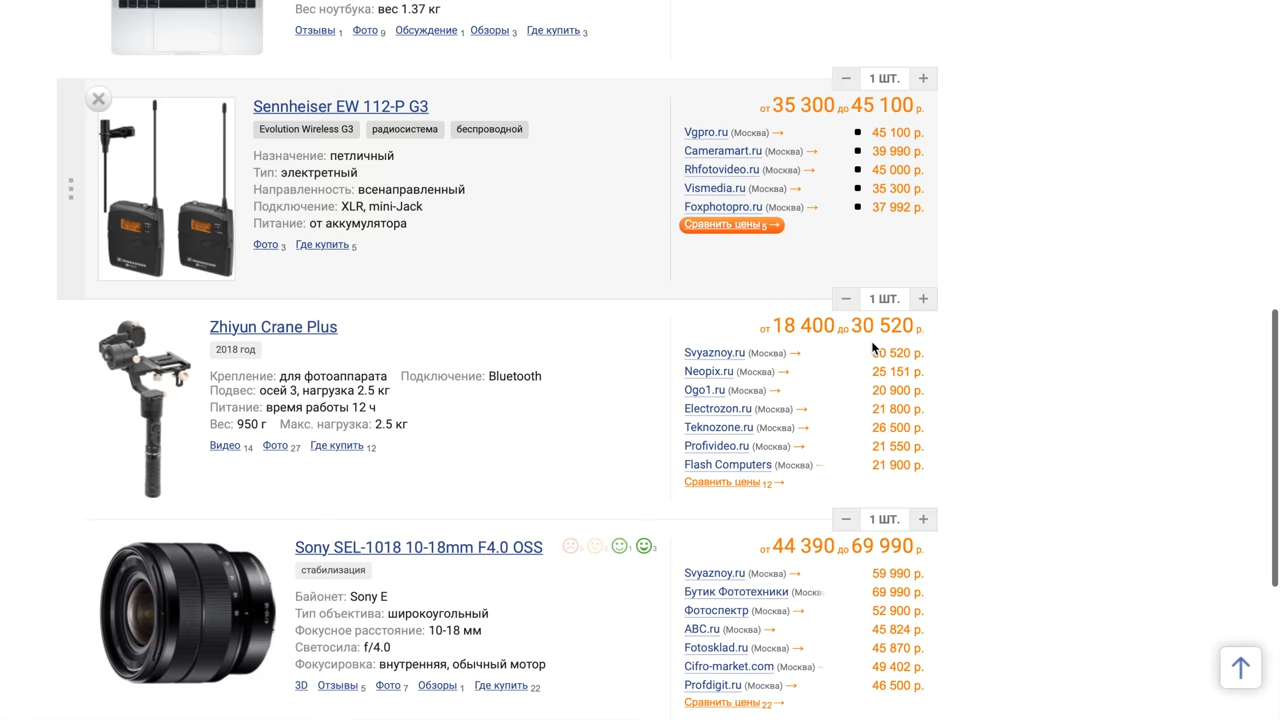 Вес ноутбука: вес 1.37 кг
Отзывы 1 Фото 9 Обсуждение 1 Обзоры 3 Где купить 3
− 1 ШТ. +
Sennheiser EW 112-P G3
от 35 300 до 45 100 р.
Evolution Wireless G3 радиосистема беспроводной
Vgpro.ru (Москва) → 45 100 р.
Cameramart.ru (Москва) → 39 990 р.
Rhfotovideo.ru (Москва) → 45 000 р.
Vismedia.ru (Москва) → 35 300 р.
Foxphotopro.ru (Москва) → 37 992 р.
Сравнить цены 5 →
Назначение: петличный
Тип: электретный
Направленность: всенаправленный
Подключение: XLR, mini-Jack
Питание: от аккумулятора
Фото 3 Где купить 5
− 1 ШТ. +
Zhiyun Crane Plus
от 18 400 до 30 520 р.
2018 год
Svyaznoy.ru (Москва) → 0 520 р.
Neopix.ru (Москва) → 25 151 р.
Ogo1.ru (Москва) → 20 900 р.
Electrozon.ru (Москва) → 21 800 р.
Teknozone.ru (Москва) → 26 500 р.
Profivideo.ru (Москва) → 21 550 р.
Flash Computers (Москва) 21 900 р.
Сравнить цены 12 →
Крепление: для фотоаппарата Подключение: Bluetooth
Подвес: осей 3, нагрузка 2.5 кг
Питание: время работы 12 ч
Вес: 950 г Макс. нагрузка: 2.5 кг
Видео 14 Фото 27 Где купить 12
− 1 ШТ. +
Sony SEL-1018 10-18mm F4.0 OSS 0 0 1 3
от 44 390 до 69 990 р.
стабилизация
Svyaznoy.ru (Москва) → 59 990 р.
Бутик Фототехники (Москв 69 990 р.
Фотоспектр (Москва) → 52 900 р.
ABC.ru (Москва) → 45 824 р.
Fotosklad.ru (Москва) → 45 870 р.
Cifro-market.com (Москва) 49 402 р.
Profdigit.ru (Москва) → 46 500 р.
Сравнить цены 22 →
Байонет: Sony E
Тип объектива: широкоугольный
Фокусное расстояние: 10-18 мм
Светосила: f/4.0
Фокусировка: внутренняя, обычный мотор
3D Отзывы 5 Фото 7 Обзоры 1 Где купить 22